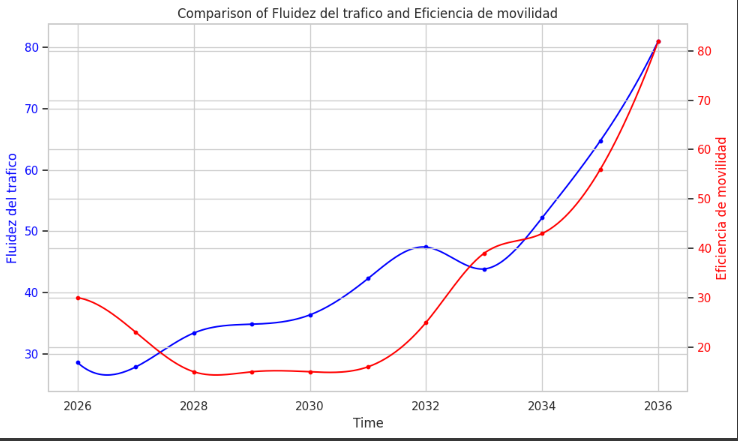 Comparison of Fluidez del trafico and Eficiencia de movilidad
80
70
60
50
40
30
Fluidez del trafico
80
70
60
50
40
30
20
Eficiencia de movilidad
2026 2028 2030 2032 2034 2036
Time